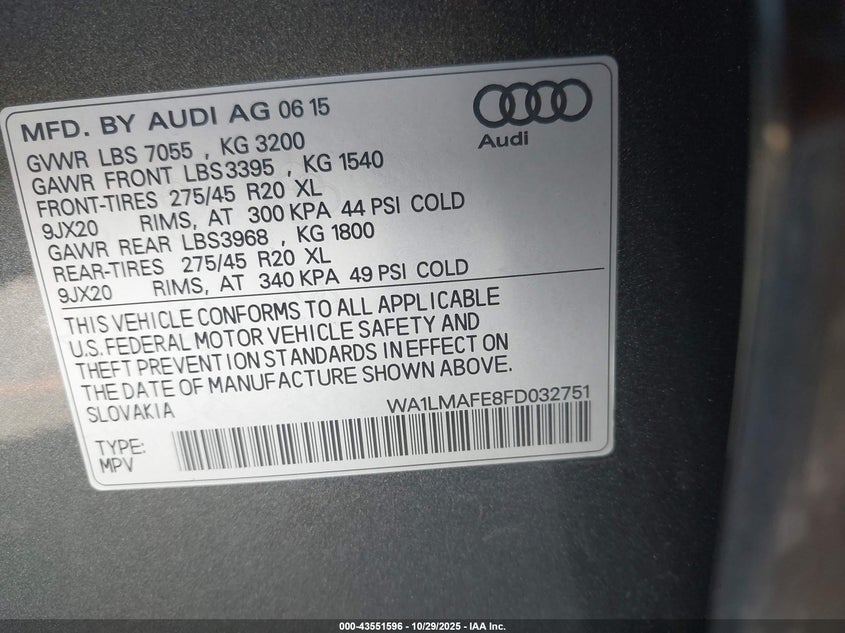 MFD. BY AUDI AG 06 15
Audi
GVWR LBS 7055 , KG 3200
GAWR FRONT LBS3395 , KG 1540
FRONT-TIRES 275/45 R20 XL
9JX20 RIMS, AT 300 KPA 44 PSI COLD
GAWR REAR LBS3968 , KG 1800
REAR-TIRES 275/45 R20 XL
9JX20 RIMS, AT 340 KPA 49 PSI COLD
THIS VEHICLE CONFORMS TO ALL APPLICABLE
U.S. FEDERAL MOTOR VEHICLE SAFETY AND
THEFT PREVENTION STANDARDS IN EFFECT ON
THE DATE OF MANUFACTURE SHOWN ABOVE.
SLOVAKIA WA1LMAFE8FD032751
TYPE:
MPV
000-43551596 - 10/29/2025 - IAA Inc.